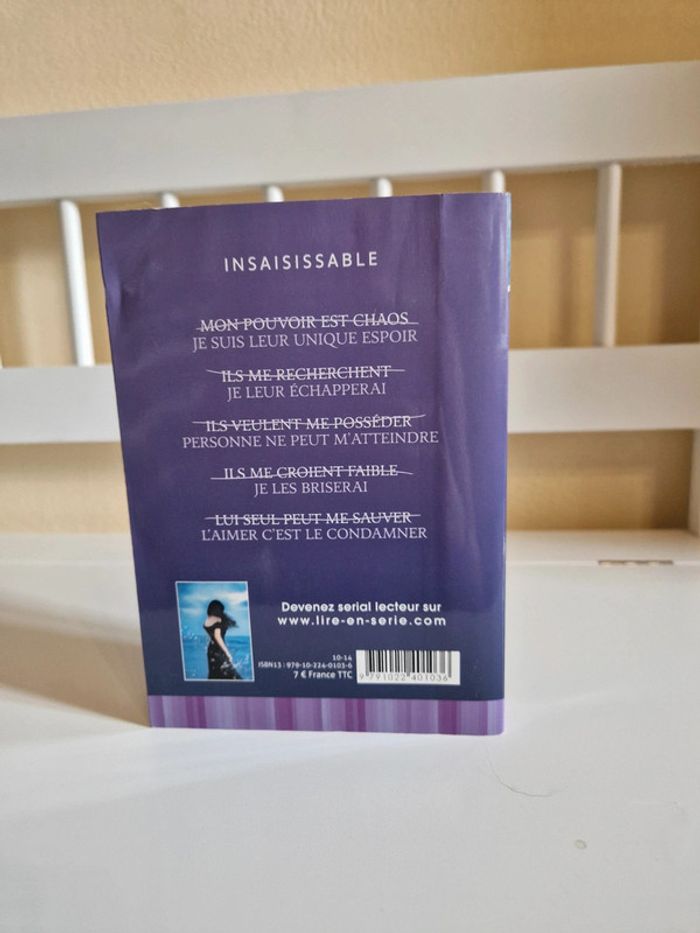 INSAISISSABLE
MON POUVOIR EST CHAOS
JE SUIS LEUR UNIQUE ESPOIR
ILS ME RECHERCHENT
JE LEUR ÉCHAPPERAI
ILS VEULENT ME POSSÉDER
PERSONNE NE PEUT M'ATTEINDRE
ILS ME CROIENT FAIBLE
JE LES BRISERAI
LUI SEUL PEUT ME SAUVER
L'AIMER C'EST LE CONDAMNER
Devenez serial lecteur sur
www.lire-en-serie.com
10-14
ISBN13 : 979-10-224-0103-6
7 € France TTC
9 791022 401036